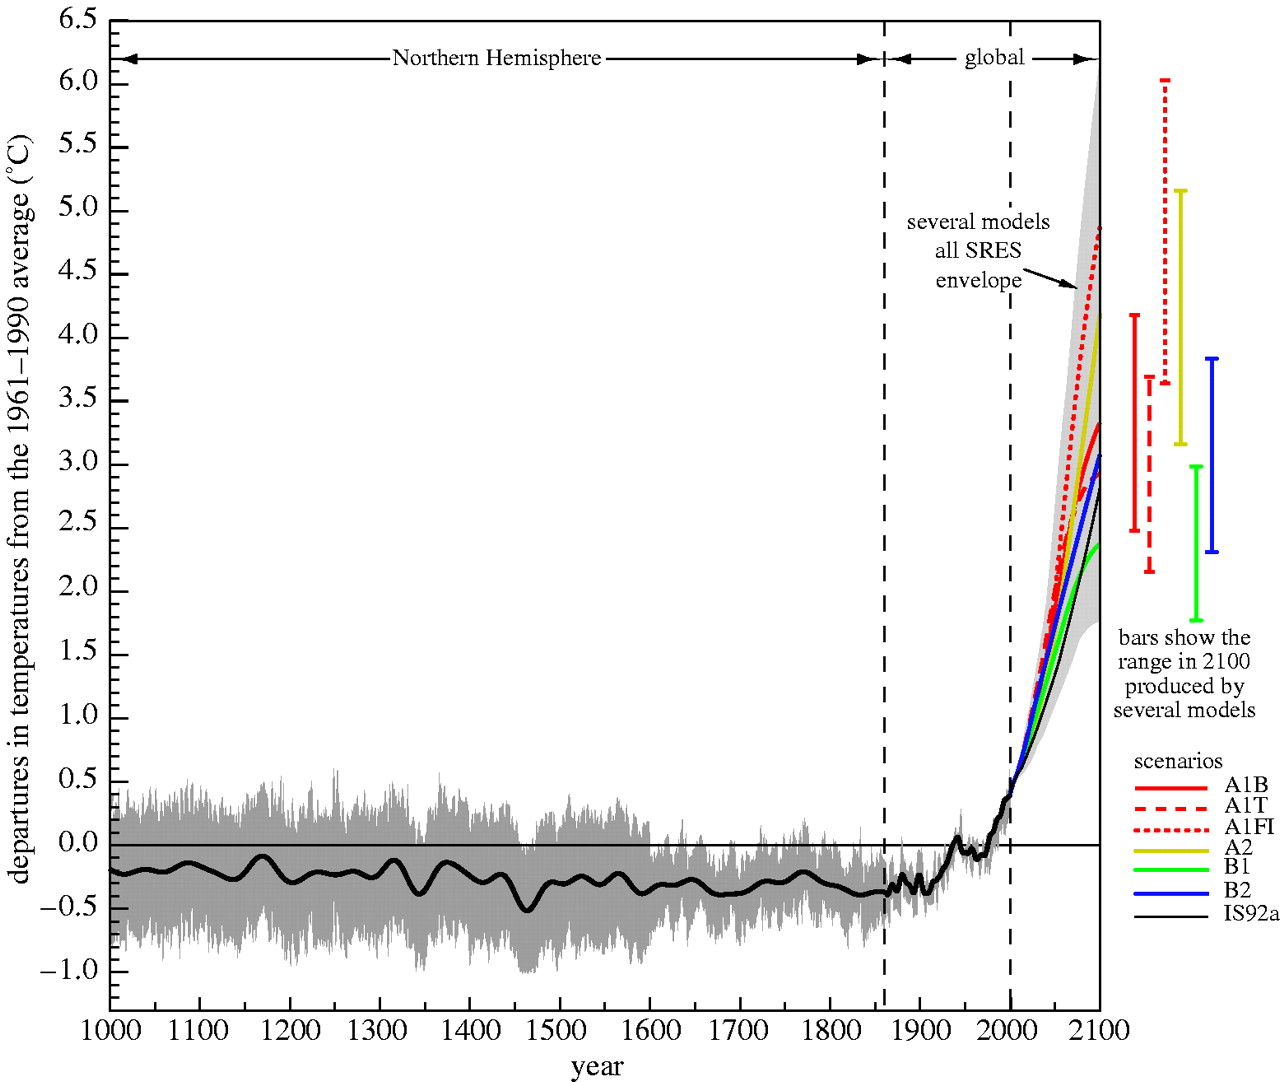 6.5
6.0
5.5
5.0
4.5
4.0
3.5
3.0
2.5
2.0
1.5
1.0
0.5
0.0
−0.5
−1.0
departures in temperatures from the 1961–1990 average (°C)
Northern Hemisphere
global
several models
all SRES
envelope
bars show the
range in 2100
produced by
several models
scenarios
A1B
A1T
A1FI
A2
B1
B2
IS92a
1000 1100 1200 1300 1400 1500 1600 1700 1800 1900 2000 2100
year